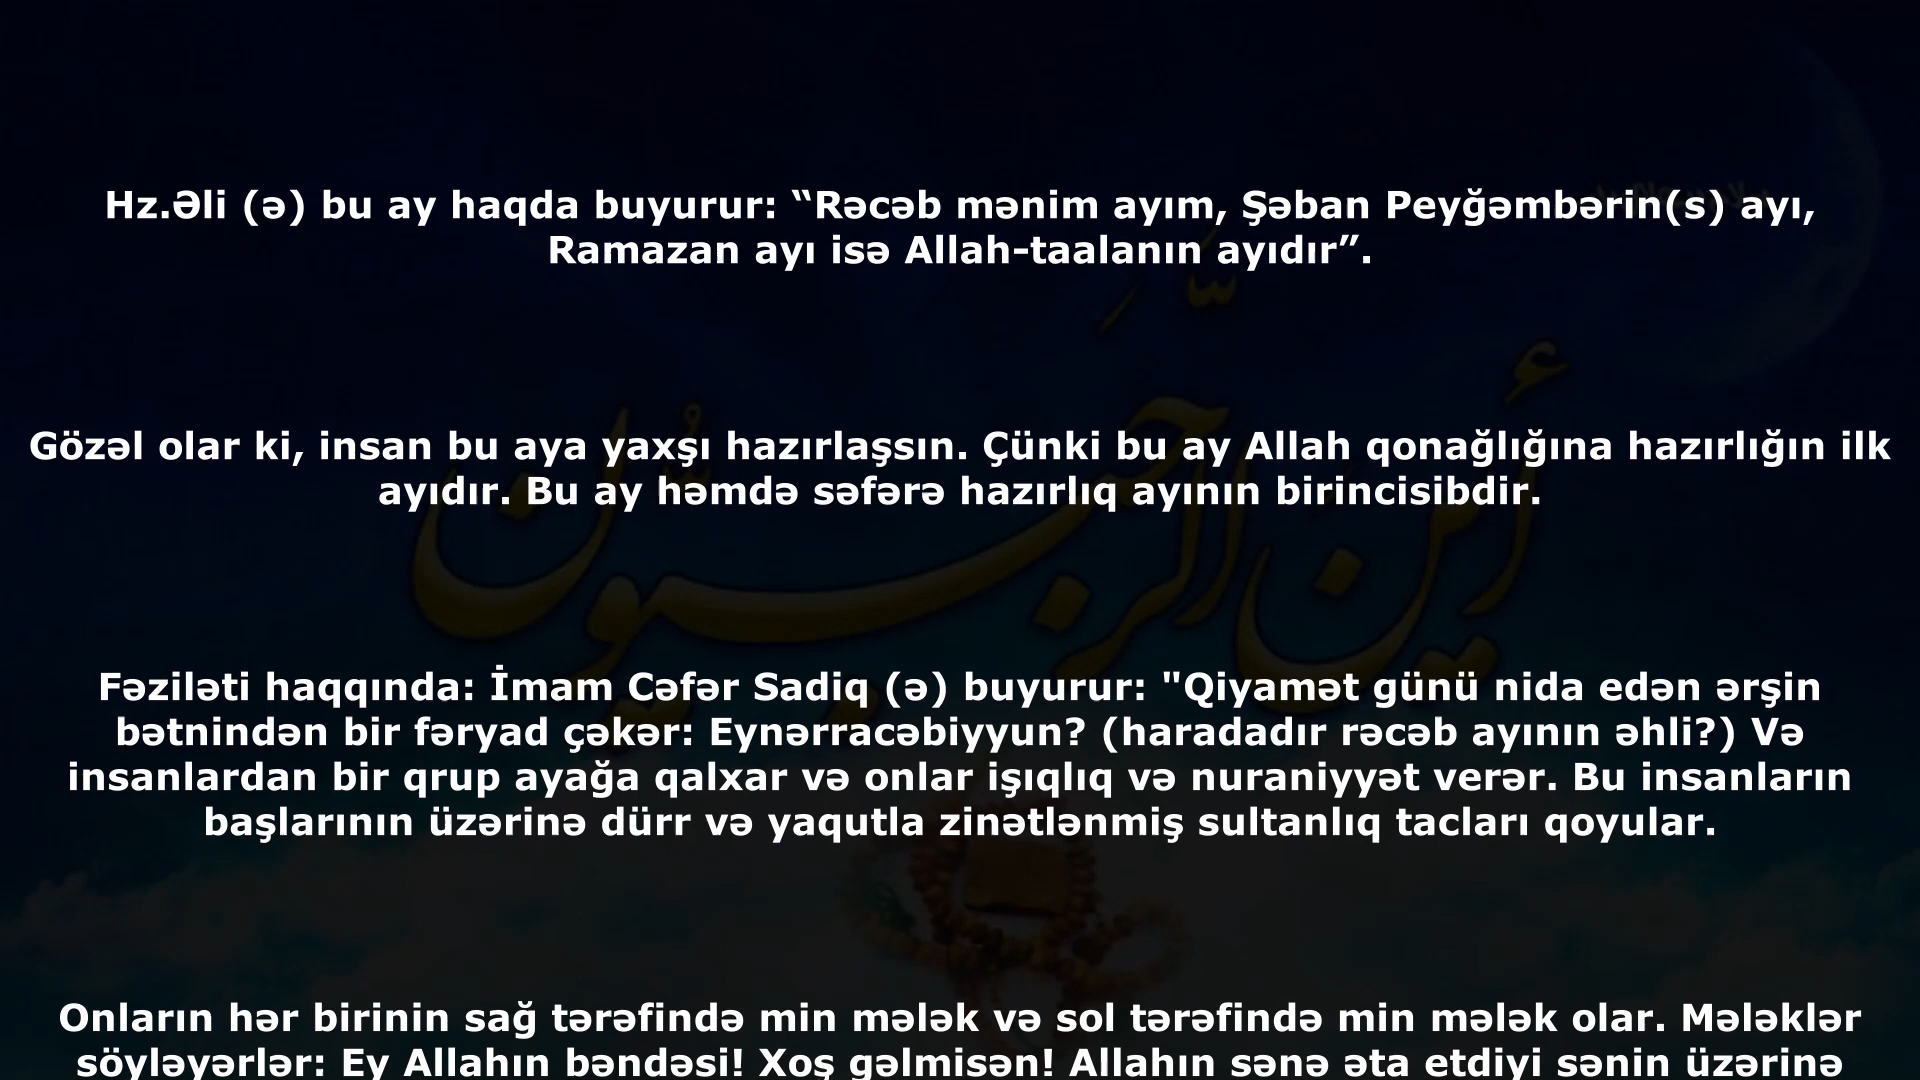 Hz.Əli (ə) bu ay haqda buyurur: “Rəcəb mənim ayım, Şəban Peyğəmbərin(s) ayı,
Ramazan ayı isə Allah-taalanın ayıdır”.
Gözəl olar ki, insan bu aya yaxşı hazırlaşsın. Çünki bu ay Allah qonağlığına hazırlığın ilk
ayıdır. Bu ay həmdə səfərə hazırlıq ayının birincisibdir.
أین الرَّجَبیُّون
Fəziləti haqqında: İmam Cəfər Sadiq (ə) buyurur: "Qiyamət günü nida edən ərşin
bətnindən bir fəryad çəkər: Eynərracəbiyyun? (haradadır rəcəb ayının əhli?) Və
insanlardan bir qrup ayağa qalxar və onlar işıqlıq və nuraniyyət verər. Bu insanların
başlarının üzərinə dürr və yaqutla zinətlənmiş sultanlıq tacları qoyular.
Onların hər birinin sağ tərəfində min mələk və sol tərəfində min mələk olar. Mələklər
söyləyərlər: Ey Allahın bəndəsi! Xoş gəlmisən! Allahın sənə əta etdiyi sənin üzərinə